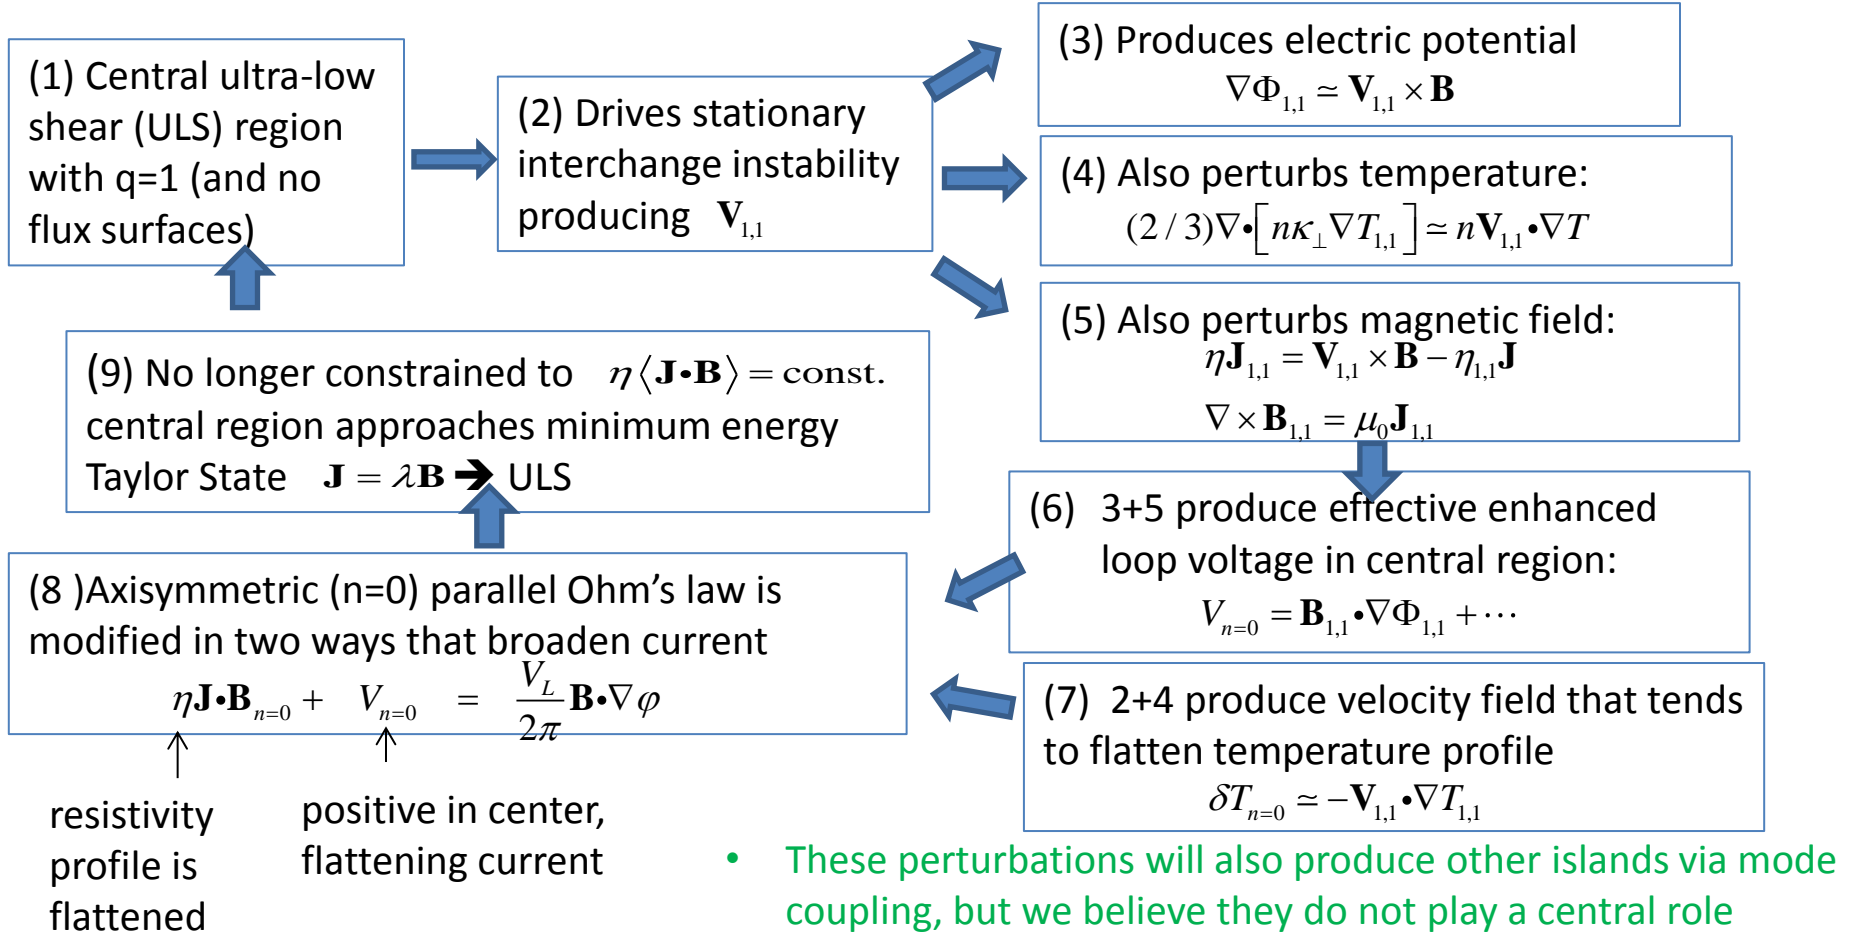 (1) Central ultra-low
shear (ULS) region
with q=1 (and no
flux surfaces)
(2) Drives stationary
interchange instability
producing V₁,₁
(3) Produces electric potential
∇Φ₁,₁ ≃ V₁,₁ × B
(4) Also perturbs temperature:
(2 / 3)∇•[nκ⊥∇T₁,₁] ≃ nV₁,₁•∇T
(5) Also perturbs magnetic field:
ηJ₁,₁ = V₁,₁ × B − η₁,₁J
∇ × B₁,₁ = μ₀J₁,₁
(6) 3+5 produce effective enhanced
loop voltage in central region:
Vₙ₌₀ = B₁,₁•∇Φ₁,₁ + ⋯
(7) 2+4 produce velocity field that tends
to flatten temperature profile
δTₙ₌₀ ≃ −V₁,₁•∇T₁,₁
(8 )Axisymmetric (n=0) parallel Ohm’s law is
modified in two ways that broaden current
ηJ•Bₙ₌₀ + Vₙ₌₀ = V_L/2π B•∇φ
resistivity
profile is
flattened
positive in center,
flattening current
(9) No longer constrained to η⟨J•B⟩ = const.
central region approaches minimum energy
Taylor State J = λB ➔ ULS
• These perturbations will also produce other islands via mode
coupling, but we believe they do not play a central role